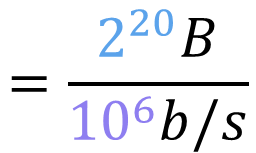 = 2^20 B / 10^6 b/s